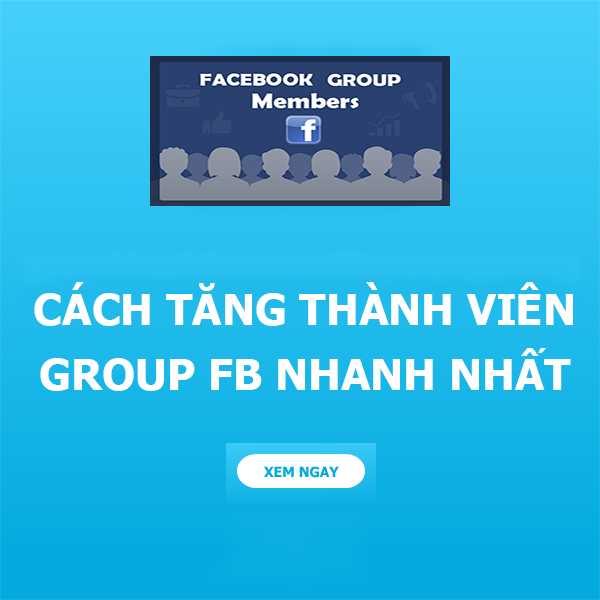 FACEBOOK GROUP
Members
f
CÁCH TĂNG THÀNH VIÊN
GROUP FB NHANH NHẤT
XEM NGAY